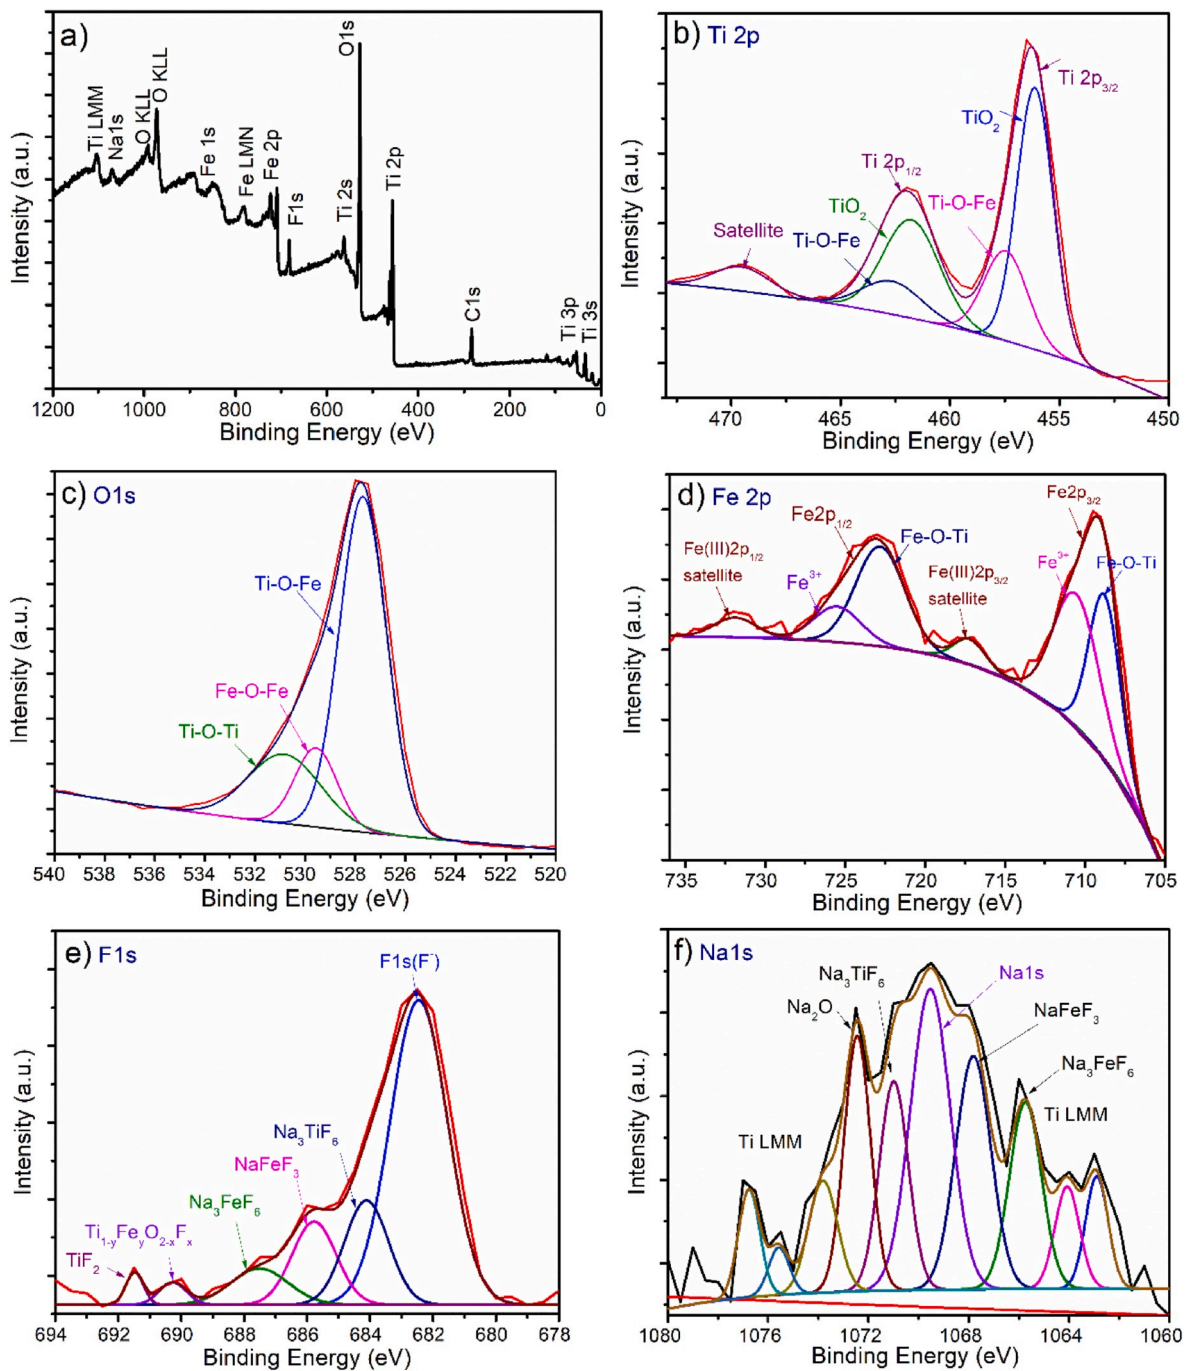 a)
Ti LMM
Na1s
O KLL
O KLL
Fe 1s
Fe LMN
Fe 2p
F1s
Ti 2s
O1s
Ti 2p
C1s
Ti 3p
Ti 3s
Intensity (a.u.)
1200 1000 800 600 400 200 0
Binding Energy (eV)
b) Ti 2p
Ti 2p3/2
TiO2
Ti 2p1/2
TiO2
Ti-O-Fe
Ti-O-Fe
Satellite
Intensity (a.u.)
470 465 460 455 450
Binding Energy (eV)
c) O1s
Ti-O-Fe
Fe-O-Fe
Ti-O-Ti
Intensity (a.u.)
540 538 536 534 532 530 528 526 524 522 520
Binding Energy (eV)
d) Fe 2p
Fe2p3/2
Fe2p1/2
Fe-O-Ti
Fe(III)2p1/2
satellite
Fe3+
Fe(III)2p3/2
satellite
Fe3+
Fe-O-Ti
Intensity (a.u.)
735 730 725 720 715 710 705
Binding Energy (eV)
e) F1s
F1s(F-)
Na3TiF6
NaFeF3
Na3FeF6
Ti1-yFeyO2-xFx
TiF2
Intensity (a.u.)
694 692 690 688 686 684 682 680 678
Binding Energy (eV)
f) Na1s
Na3TiF6
Na2O
Na1s
NaFeF3
Na3FeF6
Ti LMM
Ti LMM
Intensity (a.u.)
1080 1076 1072 1068 1064 1060
Binding Energy (eV)